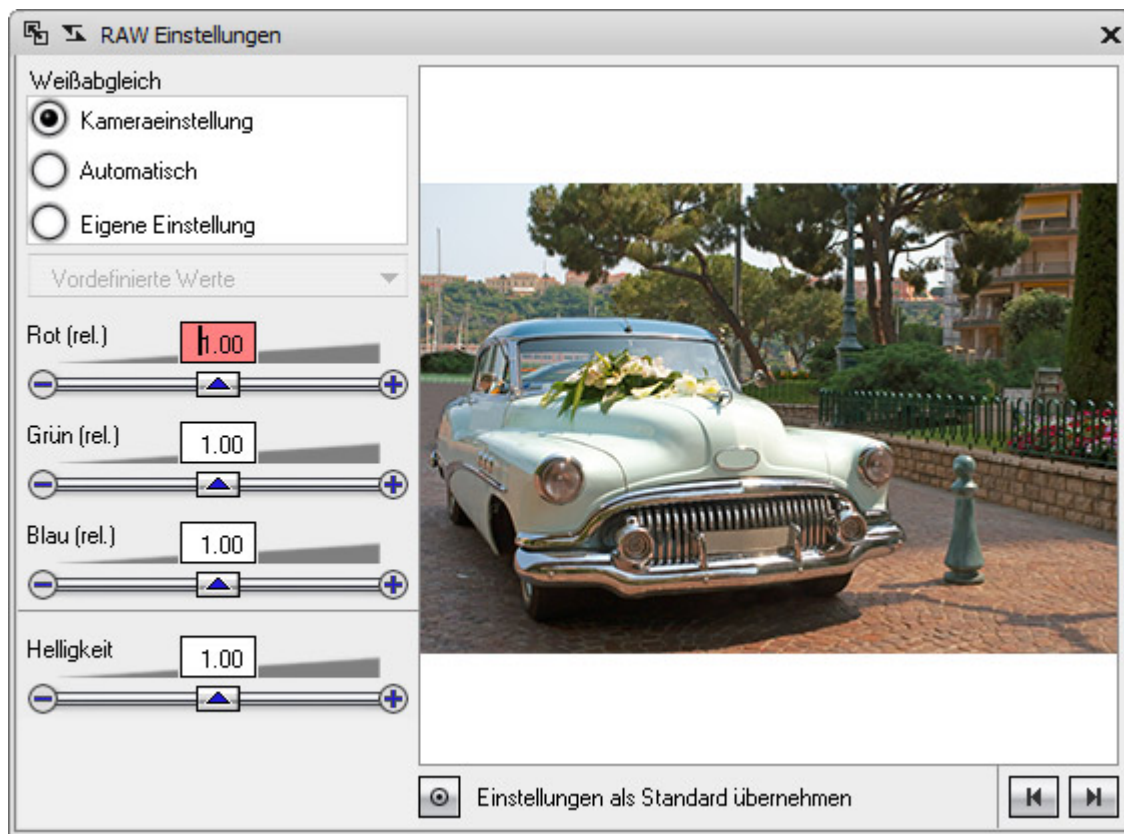 RAW Einstellungen
Weißabgleich
Kameraeinstellung
Automatisch
Eigene Einstellung
Vordefinierte Werte
Rot (rel.)
1.00
Grün (rel.)
1.00
Blau (rel.)
1.00
Helligkeit
1.00
Einstellungen als Standard übernehmen